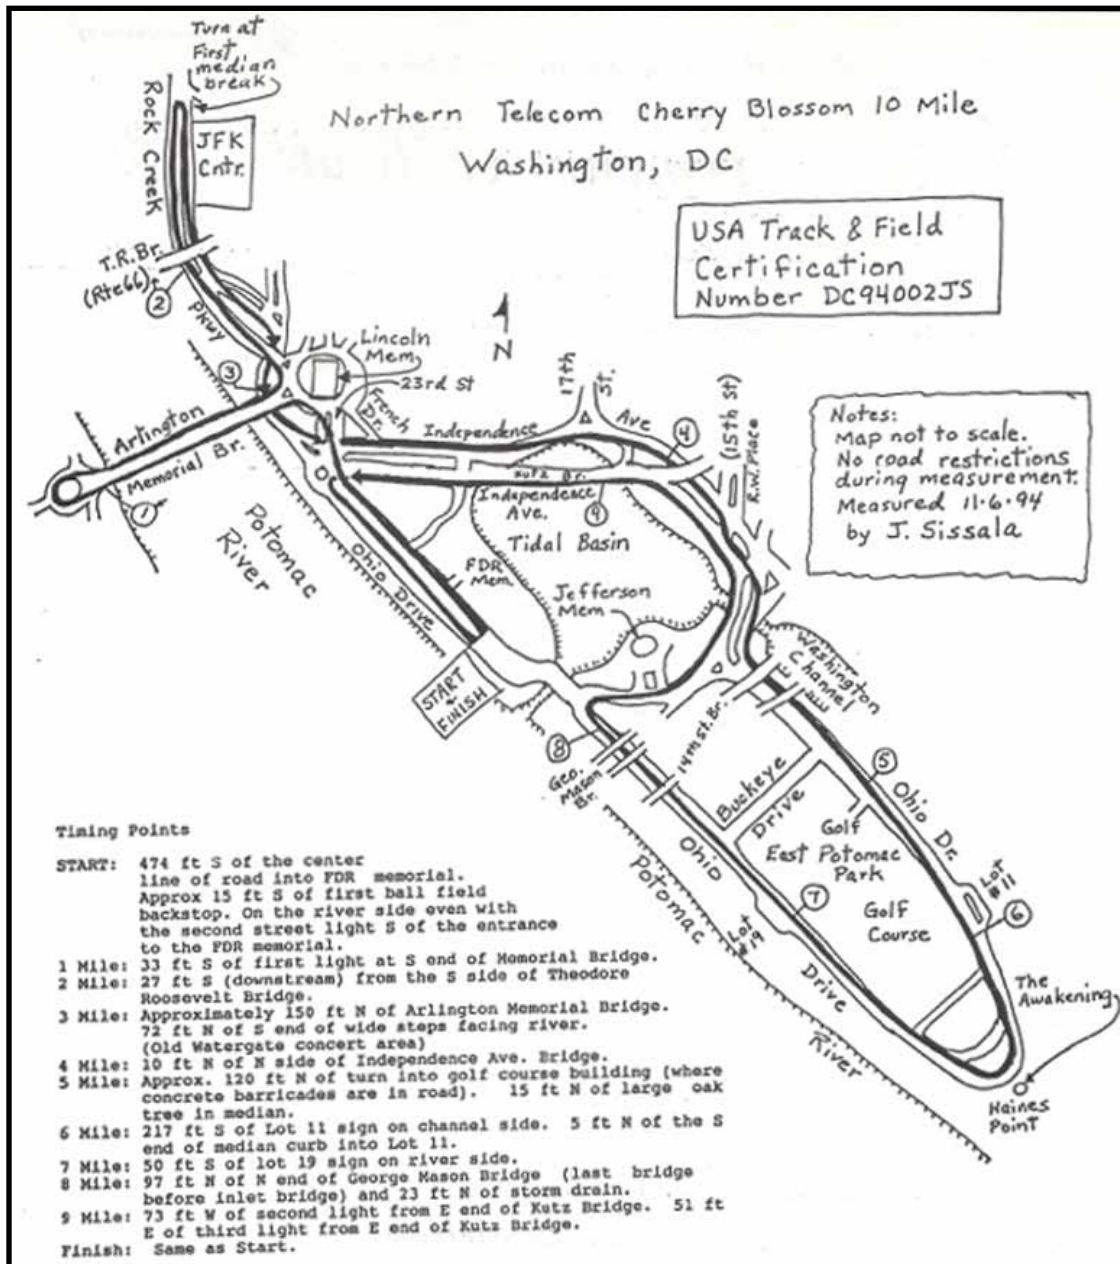 Turn at
First
median
break
Rock Creek
JFK
Cntr.
Northern Telecom Cherry Blossom 10 Mile
Washington, DC
USA Track & Field
Certification
Number DC94002JS
T.R.Br.
(Rte66)
2
Pkwy
N
Lincoln
Mem.
23rd St
3
French
Dr.
17th
St.
Independence Ave
4
(15th St)
R.W. Place
Notes:
Map not to scale.
No road restrictions
during measurement.
Measured 11.6.94
by J. Sissala
Arlington
Memorial Br.
1
Kutz Br.
Independence
Ave.
9
Tidal Basin
Potomac
River
Ohio Drive
FDR
Mem.
Jefferson
Mem.
START
&
FINISH
Washington
Channel
8
Geo.
Mason
Br.
14th St. Br.
Buckeye
Drive
5
Ohio Dr.
Golf
East Potomac
Park
Golf
Course
Lot
#11
6
7
Ohio
Drive
Lot
#19
Potomac
River
The
Awakening
Haines
Point
Timing Points
START: 474 ft S of the center
line of road into FDR memorial.
Approx 15 ft S of first ball field
backstop. On the river side even with
the second street light S of the entrance
to the FDR memorial.
1 Mile: 33 ft S of first light at S end of Memorial Bridge.
2 Mile: 27 ft S (downstream) from the S side of Theodore
Roosevelt Bridge.
3 Mile: Approximately 150 ft N of Arlington Memorial Bridge.
72 ft N of S end of wide steps facing river.
(Old Watergate concert area)
4 Mile: 10 ft N of N side of Independence Ave. Bridge.
5 Mile: Approx. 120 ft N of turn into golf course building (where
concrete barricades are in road). 15 ft N of large oak
tree in median.
6 Mile: 217 ft S of Lot 11 sign on channel side. 5 ft N of the S
end of median curb into Lot 11.
7 Mile: 50 ft S of lot 19 sign on river side.
8 Mile: 97 ft N of N end of George Mason Bridge (last bridge
before inlet bridge) and 23 ft N of storm drain.
9 Mile: 73 ft W of second light from E end of Kutz Bridge. 51 ft
E of third light from E end of Kutz Bridge.
Finish: Same as Start.